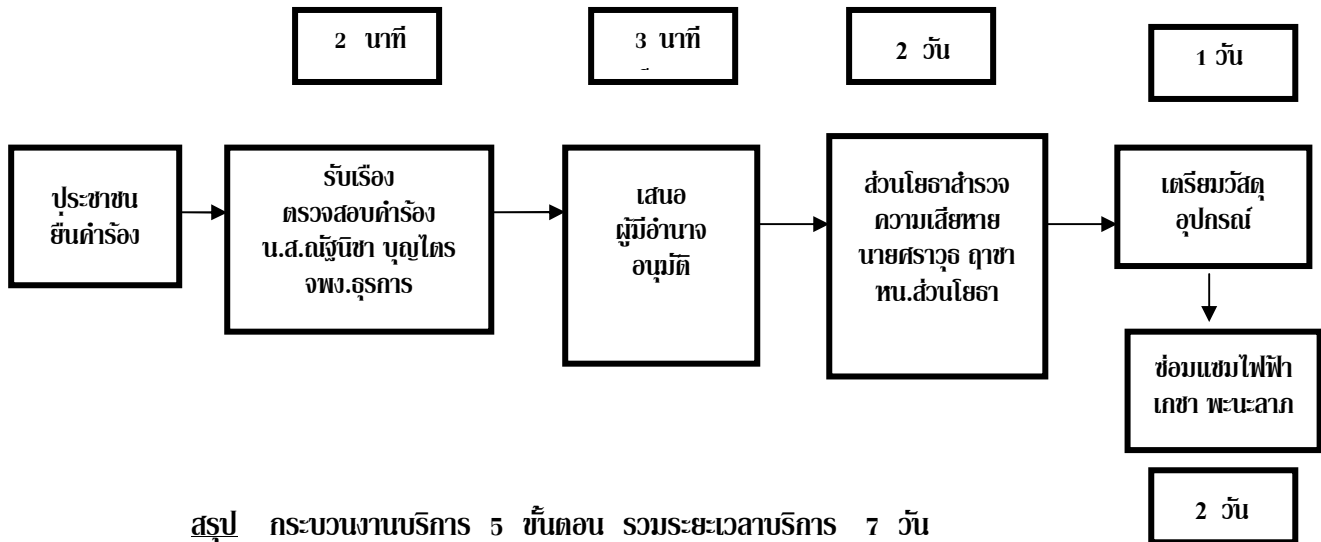 2 นาที
3 นาที
2 วัน
1 วัน
ประชาชน
ยื่นคำร้อง
รับเรื่อง
ตรวจสอบคำร้อง
น.ส.ณัฐนิชา บุญไตร
จพง.ธุรการ
เสนอ
ผู้มีอำนาจ
อนุมัติ
ส่วนโยธาสำรวจ
ความเสียหาย
นายศราวุธ ฤาชา
หน.ส่วนโยธา
เตรียมวัสดุ
อุปกรณ์
ซ่อมแซมไฟฟ้า
เกชา พะนะลาภ
2 วัน
สรุป กระบวนงานบริการ 5 ขั้นตอน รวมระยะเวลาบริการ 7 วัน